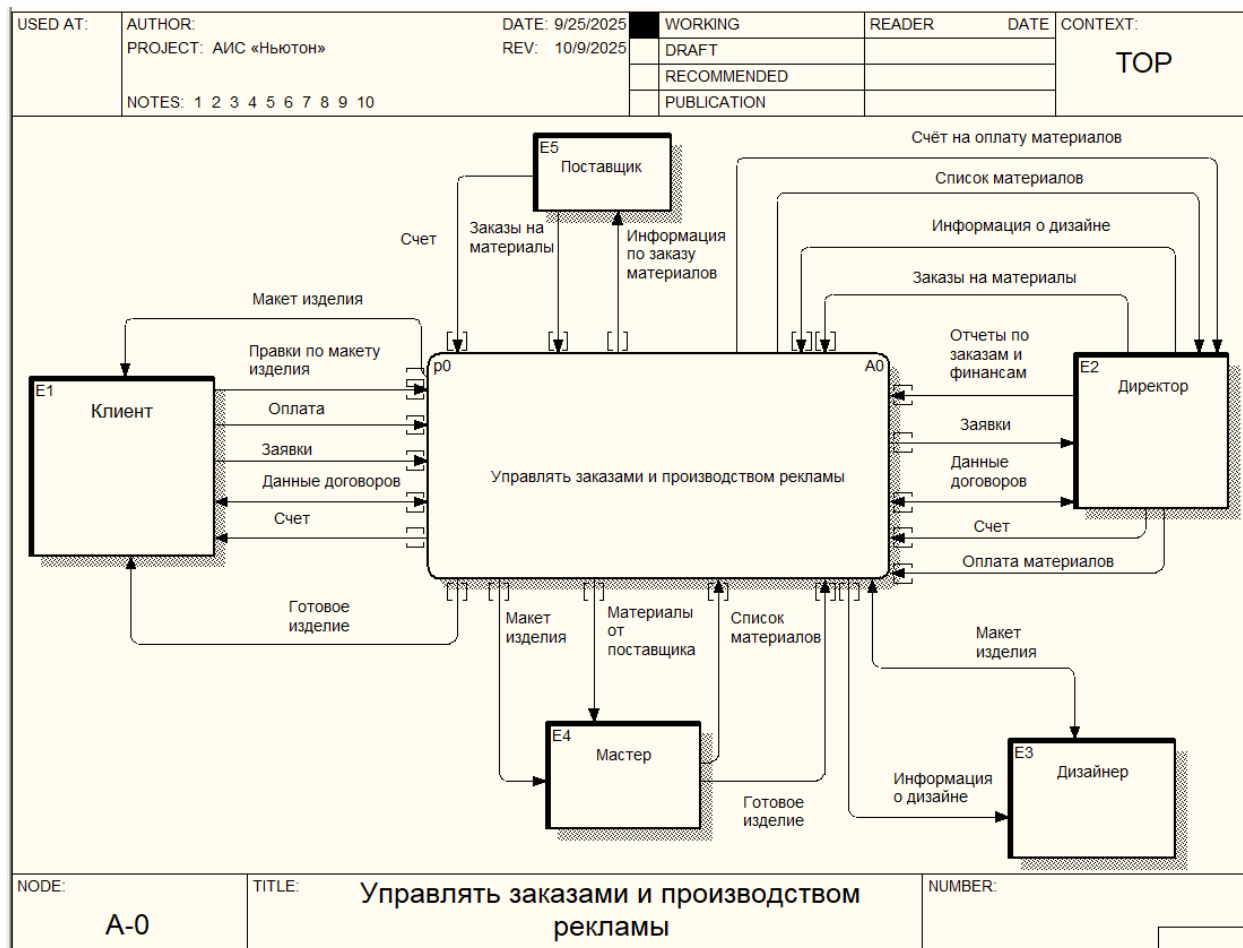 USED AT:
AUTHOR:
DATE: 9/25/2025
WORKING
READER
DATE
CONTEXT:
PROJECT: АИС «Ньютон»
REV: 10/9/2025
DRAFT
TOP
RECOMMENDED
NOTES: 1 2 3 4 5 6 7 8 9 10
PUBLICATION
E5
Поставщик
Счёт на оплату материалов
Список материалов
Информация о дизайне
Заказы на материалы
Счет
Заказы на
материалы
Информация
по заказу
материалов
Макет изделия
Правки по макету
изделия
Оплата
Заявки
Данные договоров
Счет
E1
Клиент
p0
A0
Управлять заказами и производством рекламы
Отчеты по
заказам и
финансам
Заявки
Данные
договоров
Счет
Оплата материалов
E2
Директор
Готовое
изделие
Макет
изделия
Материалы
от
поставщика
Список
материалов
Макет
изделия
E4
Мастер
Готовое
изделие
Информация
о дизайне
E3
Дизайнер
NODE:
A-0
TITLE:
Управлять заказами и производством
рекламы
NUMBER: